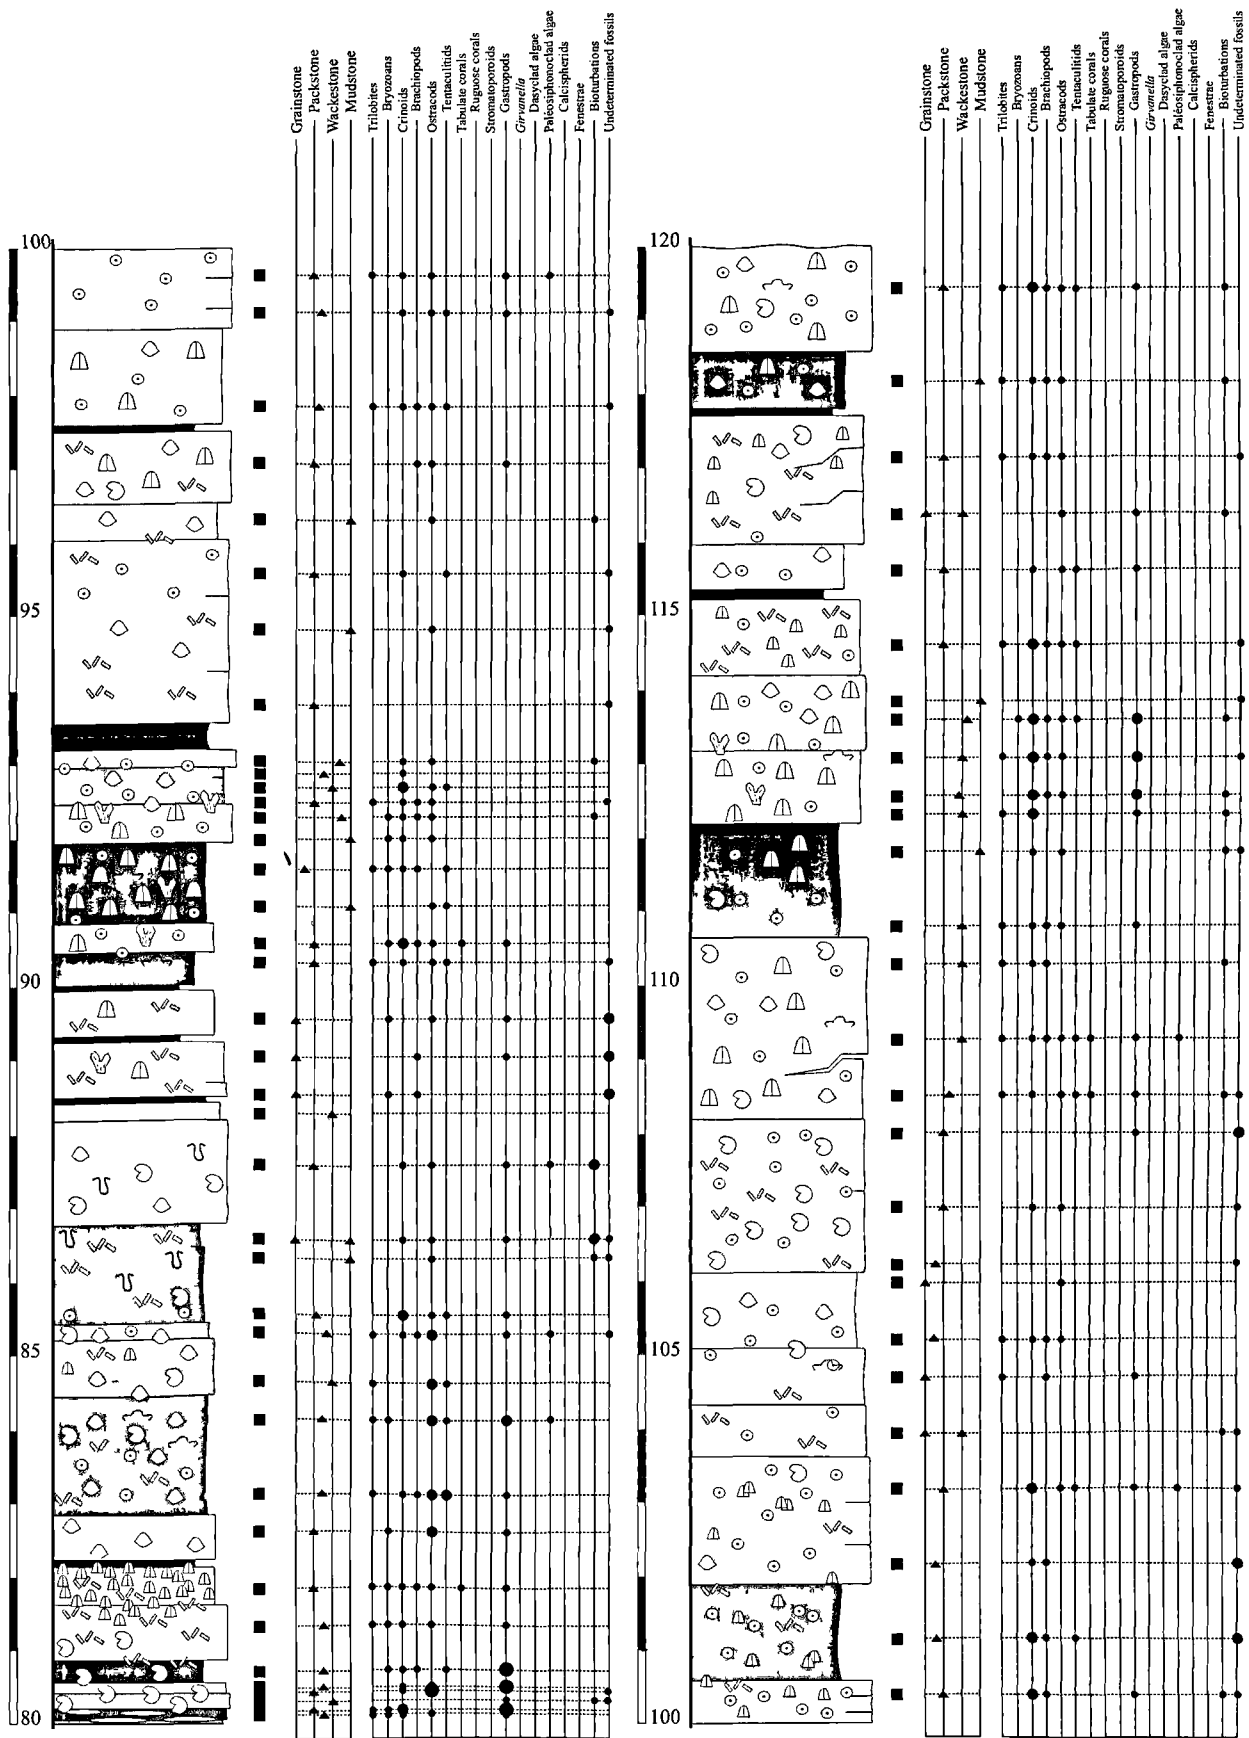 Grainstone
Packstone
Wackestone
Mudstone
Trilobites
Bryozoans
Crinoids
Brachiopods
Ostracods
Tentaculitids
Tabulate corals
Ruguose corals
Stromatoporoids
Gastropods
Girvanella
Dasyclad algae
Paleosiphonoclad algae
Calcispherids
Fenestrae
Bioturbations
Undeterminated fossils
100
95
90
85
80
Grainstone
Packstone
Wackestone
Mudstone
Trilobites
Bryozoans
Crinoids
Brachiopods
Ostracods
Tentaculitids
Tabulate corals
Ruguose corals
Stromatoporoids
Gastropods
Girvanella
Dasyclad algae
Paleosiphonoclad algae
Calcispherids
Fenestrae
Bioturbations
Undeterminated fossils
120
115
110
105
100